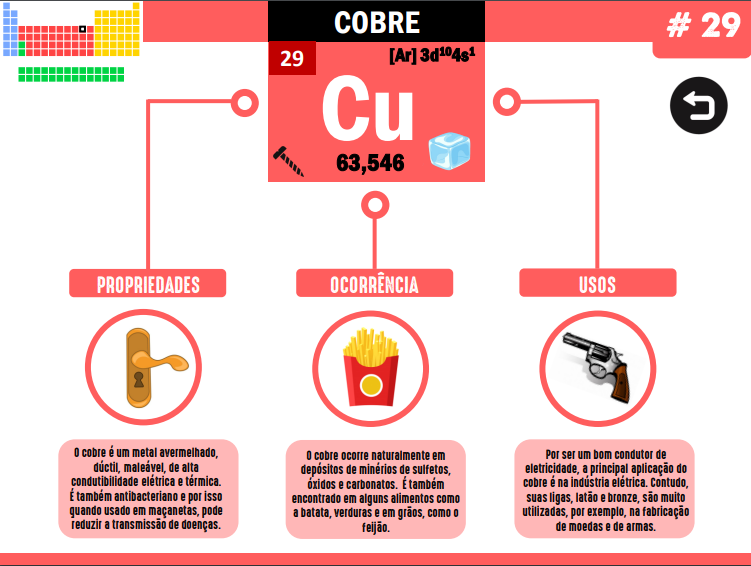 COBRE
# 29
29
[Ar] 3d¹⁰4s¹
Cu
63,546
PROPRIEDADES
OCORRÊNCIA
USOS
O cobre é um metal avermelhado,
dúctil, maleável, de alta
condutibilidade elétrica e térmica.
É também antibacteriano e por isso
quando usado em maçanetas, pode
reduzir a transmissão de doenças.
O cobre ocorre naturalmente em
depósitos de minérios de sulfetos,
óxidos e carbonatos. É também
encontrado em alguns alimentos como
a batata, verduras e em grãos, como o
feijão.
Por ser um bom condutor de
eletricidade, a principal aplicação do
cobre é na indústria elétrica. Contudo,
suas ligas, latão e bronze, são muito
utilizadas, por exemplo, na fabricação
de moedas e de armas.